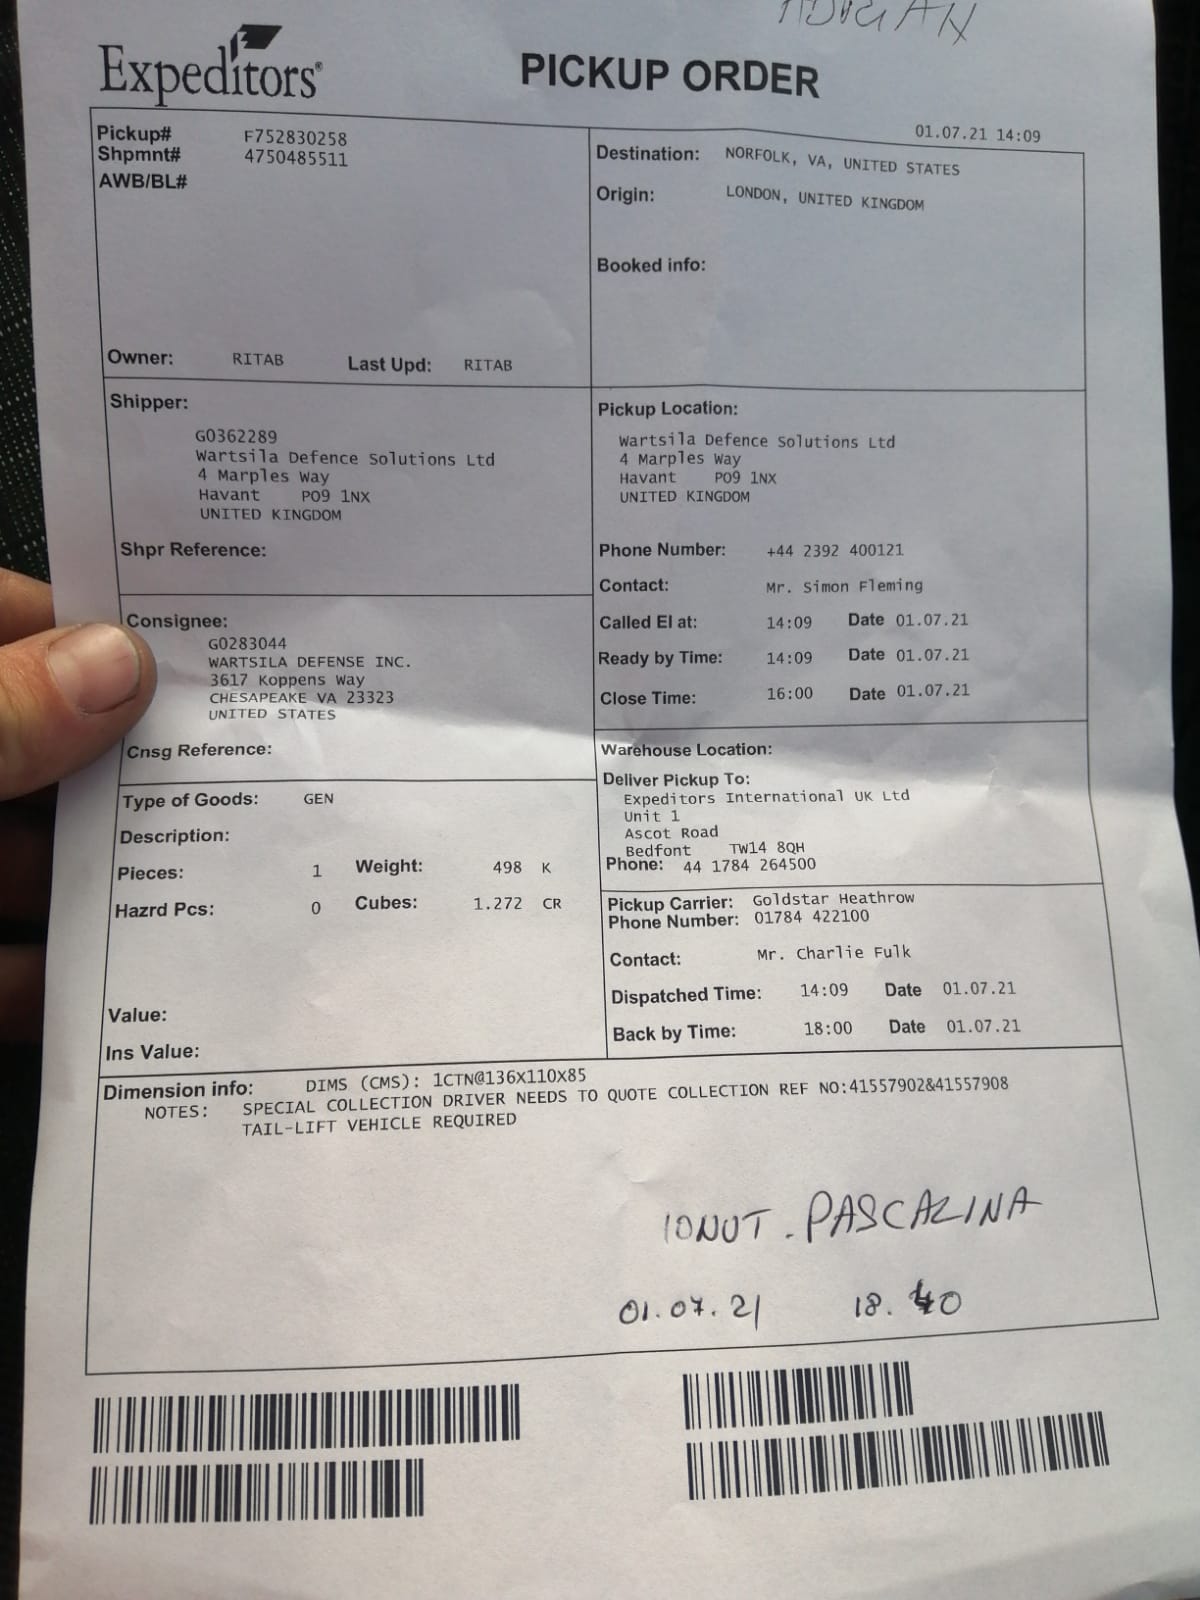 Expeditors®
PICKUP ORDER
01.07.21 14:09
Pickup# F752830258
Shpmnt# 4750485511
AWB/BL#
Destination: NORFOLK, VA, UNITED STATES
Origin: LONDON, UNITED KINGDOM
Booked info:
Owner: RITAB Last Upd: RITAB
Shipper:
G0362289
Wartsila Defence Solutions Ltd
4 Marples Way
Havant PO9 1NX
UNITED KINGDOM
Shpr Reference:
Pickup Location:
Wartsila Defence Solutions Ltd
4 Marples Way
Havant PO9 1NX
UNITED KINGDOM
Phone Number: +44 2392 400121
Contact: Mr. Simon Fleming
Called EI at: 14:09 Date 01.07.21
Ready by Time: 14:09 Date 01.07.21
Close Time: 16:00 Date 01.07.21
Consignee:
G0283044
WARTSILA DEFENSE INC.
3617 Koppens Way
CHESAPEAKE VA 23323
UNITED STATES
Cnsg Reference:
Warehouse Location:
Deliver Pickup To:
Expeditors International UK Ltd
Unit 1
Ascot Road
Bedfont TW14 8QH
Phone: 44 1784 264500
Type of Goods: GEN
Description:
Pieces: 1 Weight: 498 K
Hazrd Pcs: 0 Cubes: 1.272 CR
Value:
Ins Value:
Pickup Carrier: Goldstar Heathrow
Phone Number: 01784 422100
Contact: Mr. Charlie Fulk
Dispatched Time: 14:09 Date 01.07.21
Back by Time: 18:00 Date 01.07.21
Dimension info: DIMS (CMS): 1CTN@136X110X85
NOTES: SPECIAL COLLECTION DRIVER NEEDS TO QUOTE COLLECTION REF NO:41557902&41557908
TAIL-LIFT VEHICLE REQUIRED
IONUT. PASCALINA
01.07.21 18.40